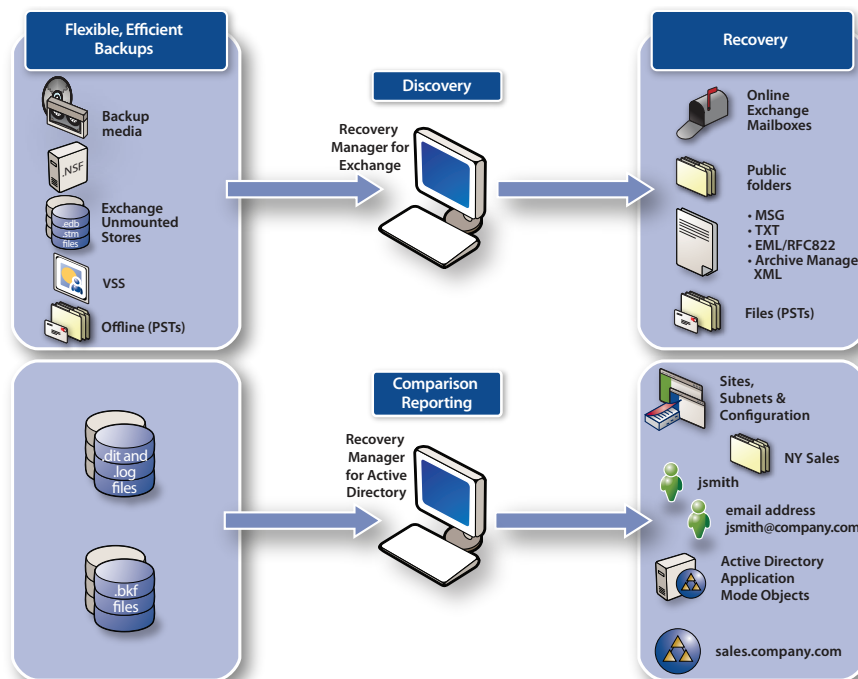 Flexible, Efficient
Backups
Backup
media
.NSF
Exchange
Unmounted
Stores
.edb
.stm
files
VSS
Offline (PSTs)
Discovery
Recovery
Manager for
Exchange
Recovery
Online
Exchange
Mailboxes
Public
folders
• MSG
• TXT
• EML/RFC822
• Archive Manage
XML
Files (PSTs)
.dit and
.log
files
.bkf
files
Comparison
Reporting
Recovery
Manager
for Active
Directory
Sites,
Subnets &
Configuration
NY Sales
jsmith
email address
jsmith@company.com
Active Directory
Application
Mode Objects
sales.company.com